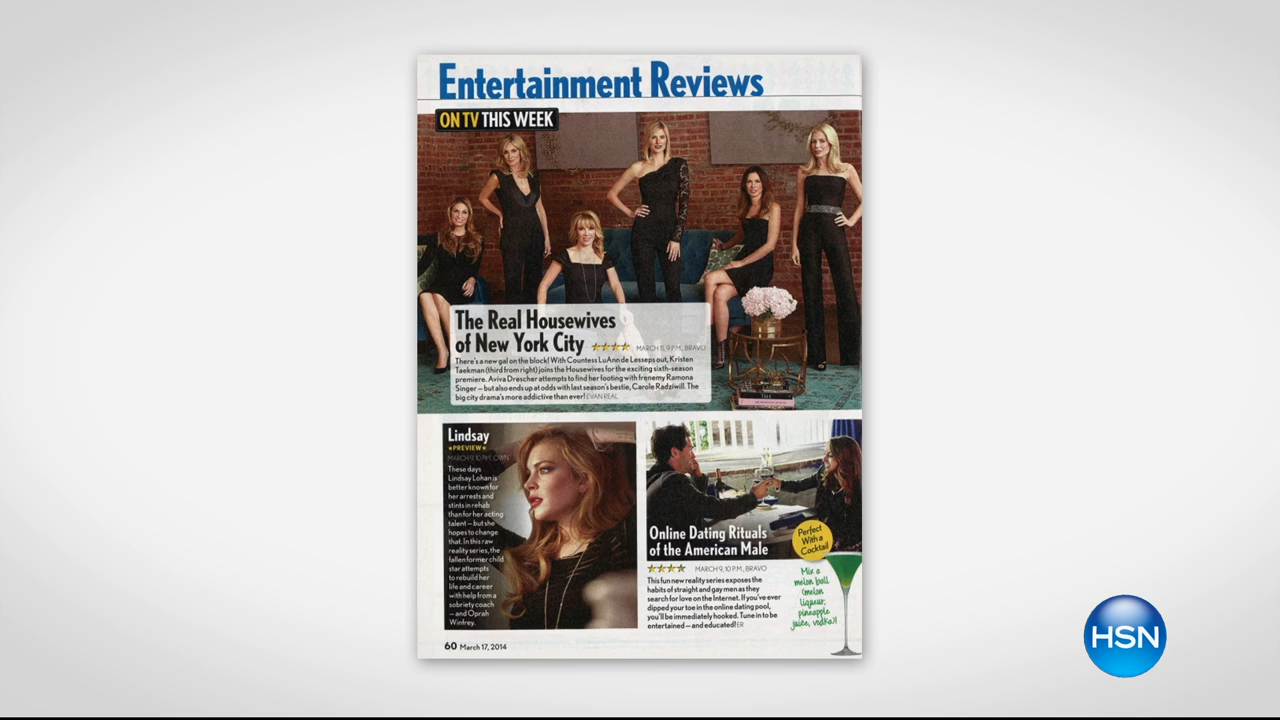 Entertainment Reviews
ON TV THIS WEEK
The Real Housewives
of New York City
MARCH 11, 9 P.M., BRAVO
There's a new gal on the block! With Countess LuAnn de Lesseps out, Kristen
Taekman (third from right) joins the Housewives for the exciting sixth-season
premiere. Aviva Drescher attempts to find her footing with frenemy Ramona
Singer — but also ends up at odds with last season's bestie, Carole Radziwill. The
big city drama's more addictive than ever! EVAN REAL
Lindsay
★PREVIEW★
MARCH 9, 10 P.M., OWN
These days
Lindsay Lohan is
better known for
her arrests and
stints in rehab
than for her acting
talent — but she
hopes to change
that. In this raw
reality series, the
fallen former child
star attempts
to rebuild her
life and career
with help from a
sobriety coach
— and Oprah
Winfrey.
Online Dating Rituals
of the American Male
MARCH 9, 10 P.M., BRAVO
This fun new reality series exposes the
habits of straight and gay men as they
search for love on the Internet. If you've ever
dipped your toe in the online dating pool,
you'll be immediately hooked. Tune in to be
entertained — and educated! ER
Perfect
With a
Cocktail
Mix a
melon ball
(melon
liqueur,
pineapple
juice, vodka)!
60 March 17, 2014
HSN